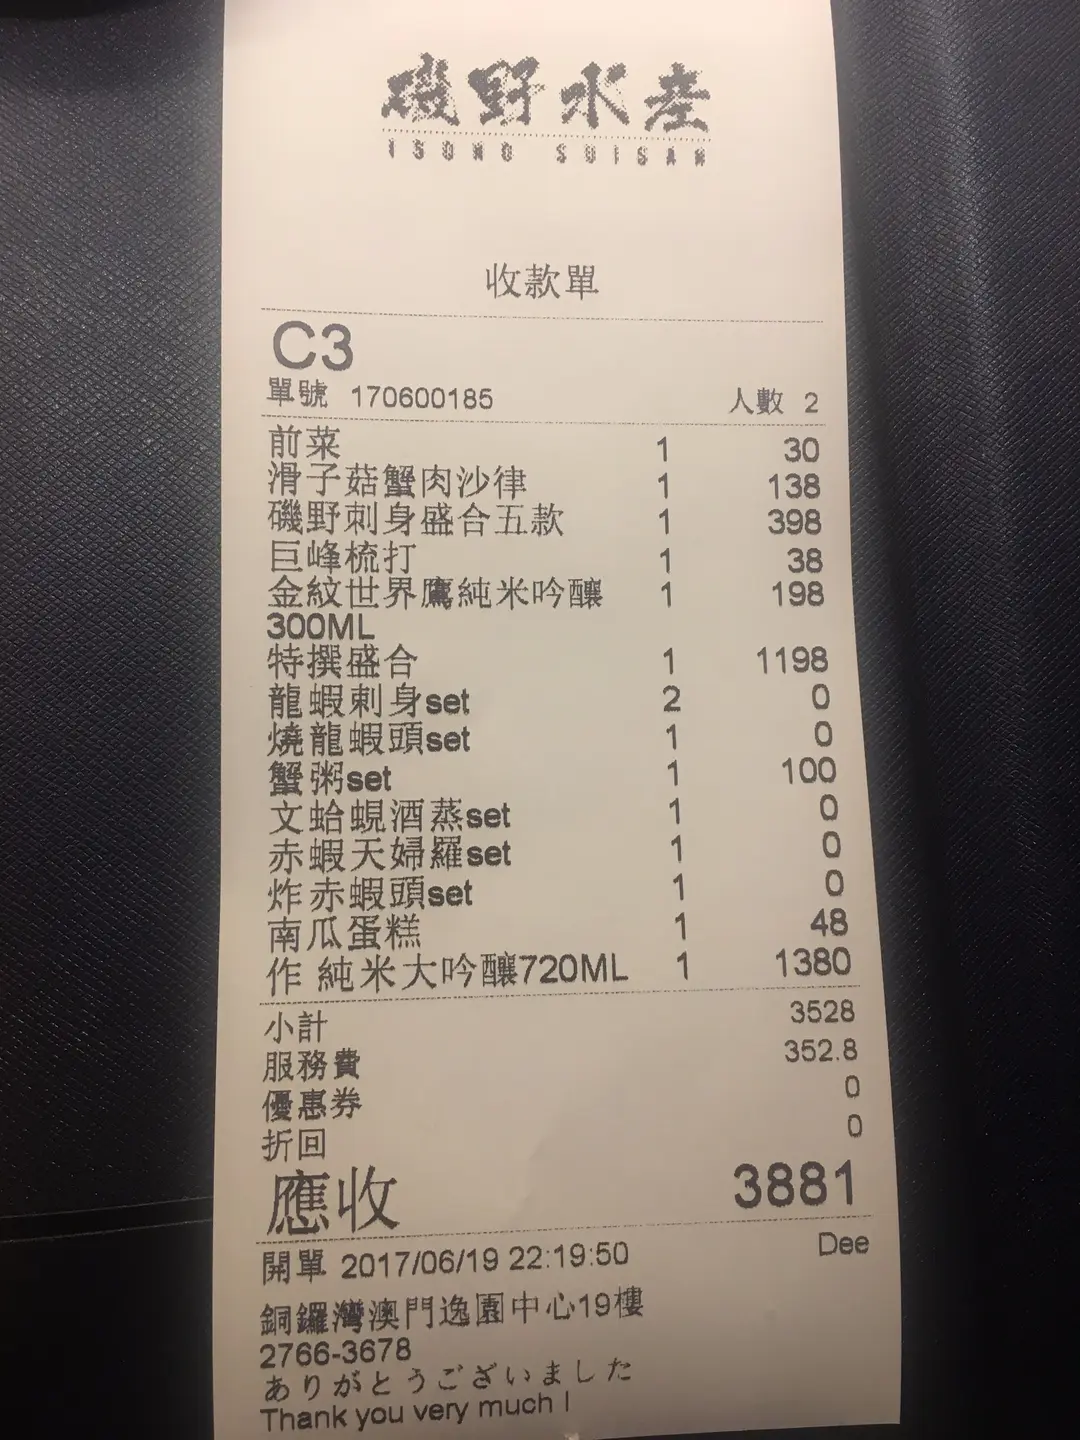 磯野水産
ISONO SUISAN
收款單
C3
單號 170600185 人數 2
前菜 1 30
滑子菇蟹肉沙律 1 138
磯野刺身盛合五款 1 398
巨峰梳打 1 38
金紋世界鷹純米吟釀 1 198
300ML
特撰盛合 1 1198
龍蝦刺身set 2 0
燒龍蝦頭set 1 0
蟹粥set 1 100
文蛤蜆酒蒸set 1 0
赤蝦天婦羅set 1 0
炸赤蝦頭set 1 0
南瓜蛋糕 1 48
作 純米大吟釀720ML 1 1380
小計 3528
服務費 352.8
優惠券 0
折回 0
應收 3881
開單 2017/06/19 22:19:50 Dee
銅鑼灣澳門逸園中心19樓
2766-3678
ありがとうございました
Thank you very much !